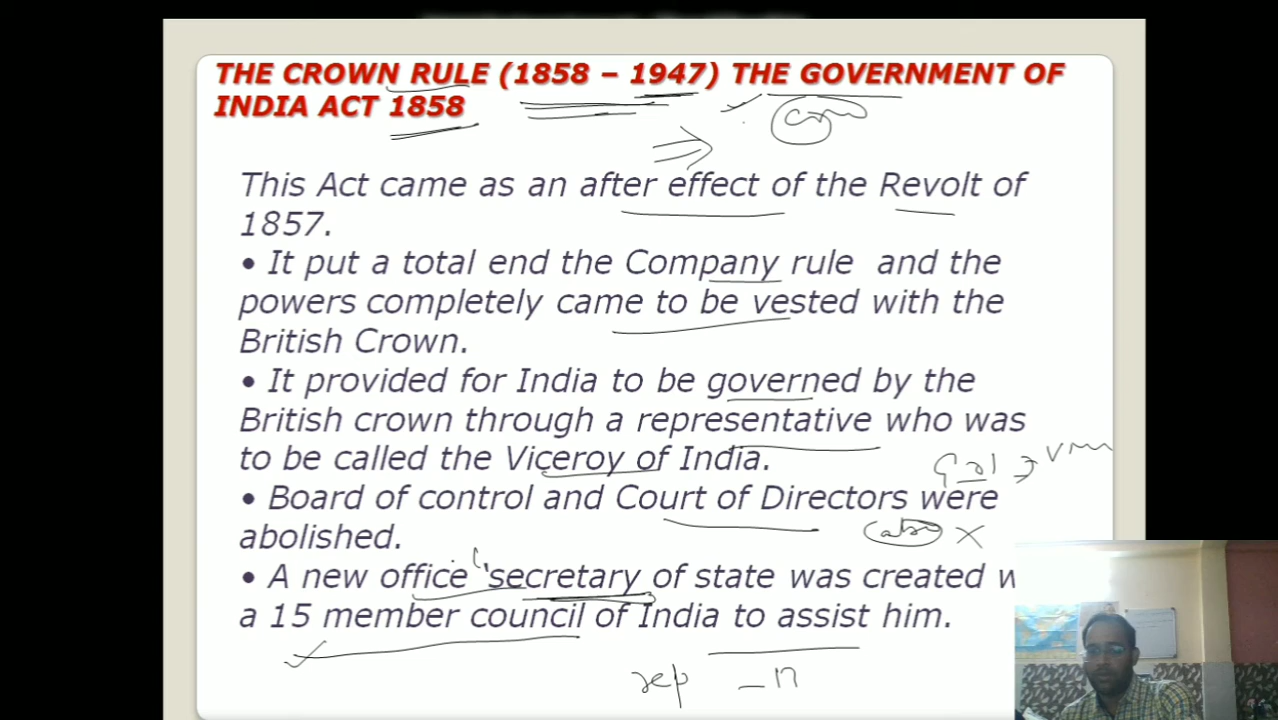 THE CROWN RULE (1858 – 1947) THE GOVERNMENT OF
INDIA ACT 1858
This Act came as an after effect of the Revolt of
1857.
• It put a total end the Company rule and the
powers completely came to be vested with the
British Crown.
• It provided for India to be governed by the
British crown through a representative who was
to be called the Viceroy of India.
• Board of control and Court of Directors were
abolished.
• A new office 'secretary of state was created w
a 15 member council of India to assist him.
rep